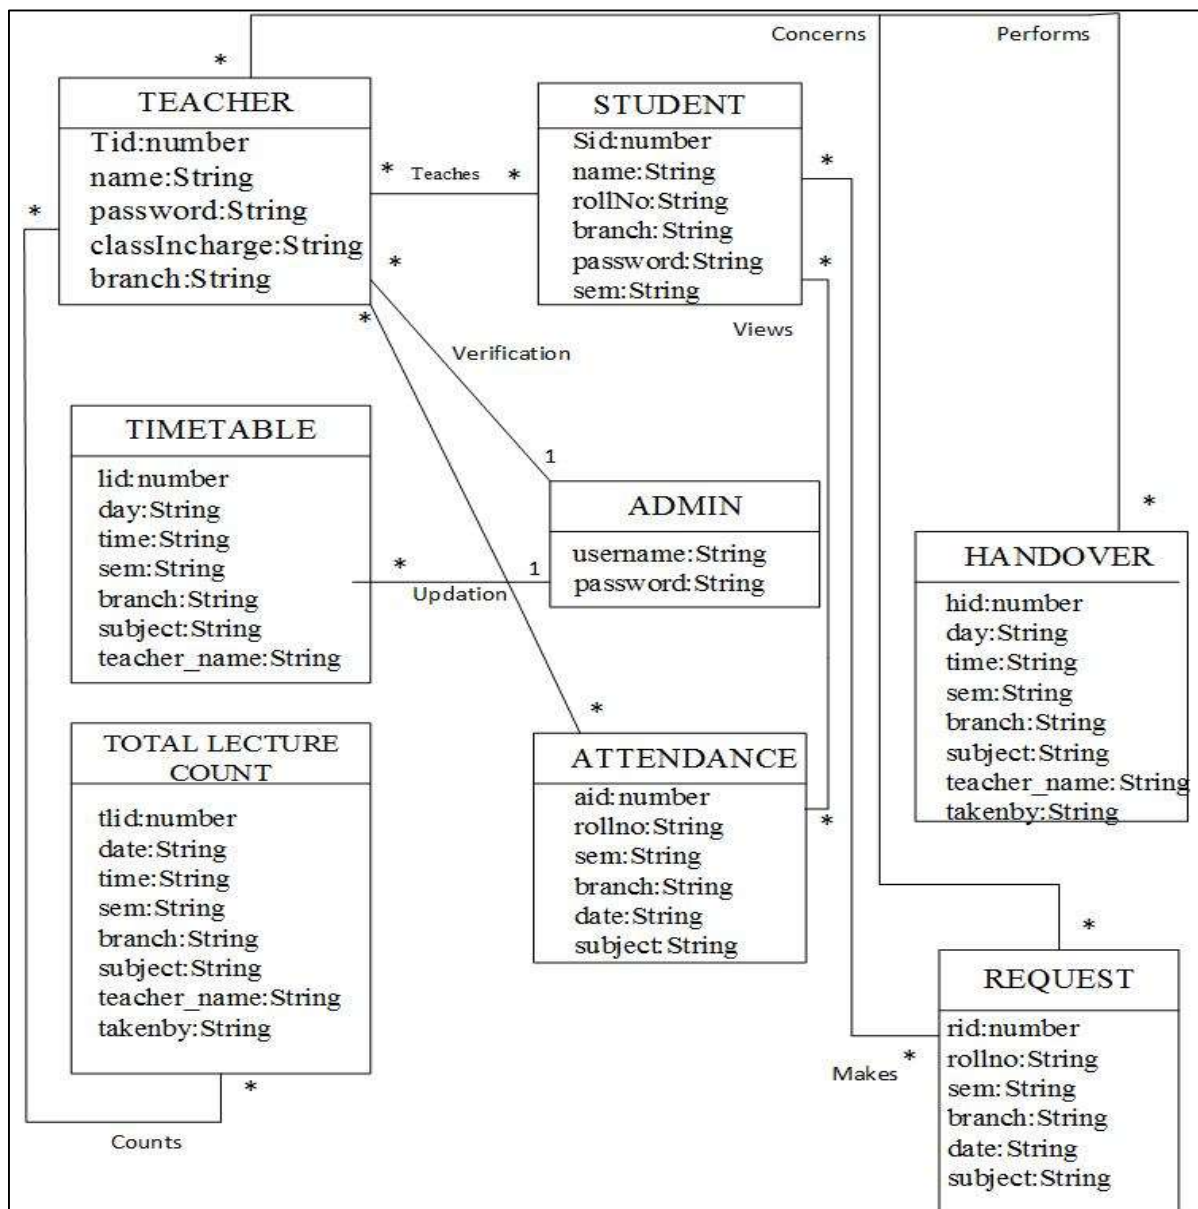 Concerns
Performs
*
TEACHER
Tid:number
name:String
password:String
classIncharge:String
branch:String
*
*
*
*
Teaches
*
STUDENT
Sid:number
name:String
rollNo:String
branch:String
password:String
sem:String
*
*
Views
Verification
1
TIMETABLE
lid:number
day:String
time:String
sem:String
branch:String
subject:String
teacher_name:String
*
Updation
1
ADMIN
username:String
password:String
*
HANDOVER
hid:number
day:String
time:String
sem:String
branch:String
subject:String
teacher_name:String
takenby:String
TOTAL LECTURE
COUNT
tlid:number
date:String
time:String
sem:String
branch:String
subject:String
teacher_name:String
takenby:String
*
Counts
*
ATTENDANCE
aid:number
rollno:String
sem:String
branch:String
date:String
subject:String
*
*
REQUEST
rid:number
rollno:String
sem:String
branch:String
date:String
subject:String
Makes
*